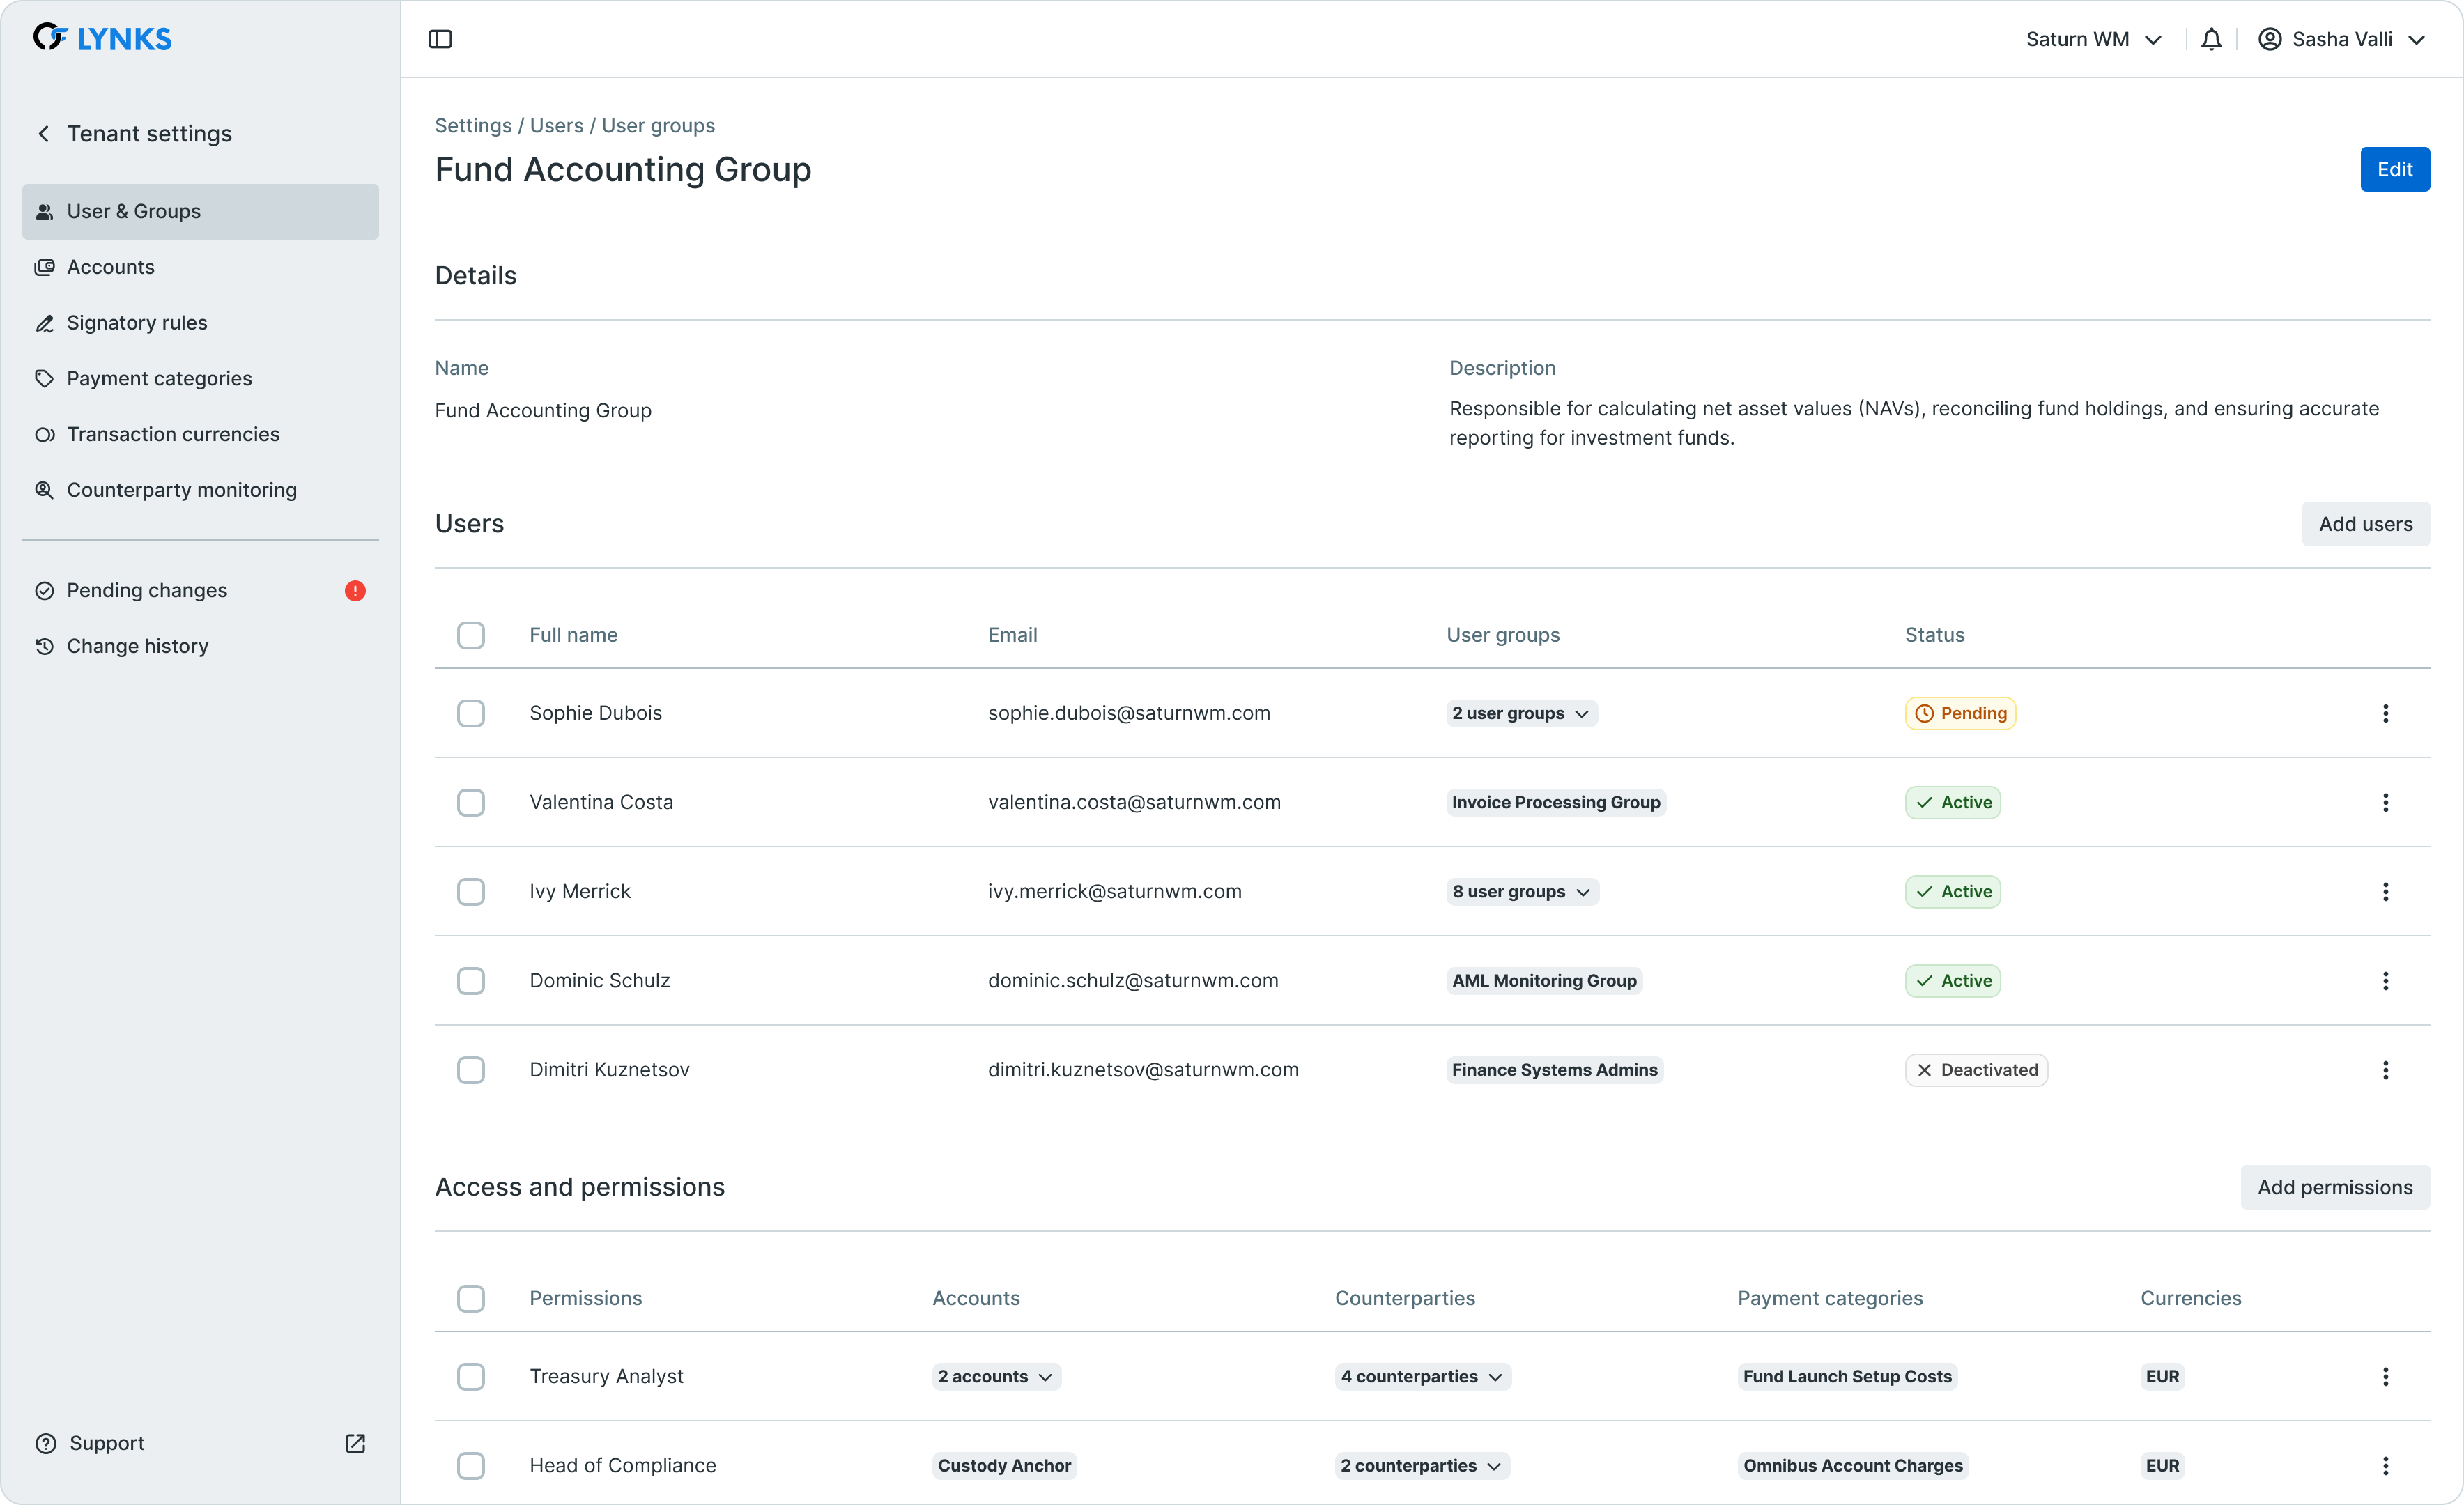 LYNKS
Saturn WM
Sasha Valli
Tenant settings
User & Groups
Accounts
Signatory rules
Payment categories
Transaction currencies
Counterparty monitoring
Pending changes
Change history
Support
Settings / Users / User groups
Fund Accounting Group
Edit
Details
Name
Fund Accounting Group
Description
Responsible for calculating net asset values (NAVs), reconciling fund holdings, and ensuring accurate
reporting for investment funds.
Users
Add users
Full name Email User groups Status
Sophie Dubois sophie.dubois@saturnwm.com 2 user groups Pending
Valentina Costa valentina.costa@saturnwm.com Invoice Processing Group Active
Ivy Merrick ivy.merrick@saturnwm.com 8 user groups Active
Dominic Schulz dominic.schulz@saturnwm.com AML Monitoring Group Active
Dimitri Kuznetsov dimitri.kuznetsov@saturnwm.com Finance Systems Admins Deactivated
Access and permissions
Add permissions
Permissions Accounts Counterparties Payment categories Currencies
Treasury Analyst 2 accounts 4 counterparties Fund Launch Setup Costs EUR
Head of Compliance Custody Anchor 2 counterparties Omnibus Account Charges EUR